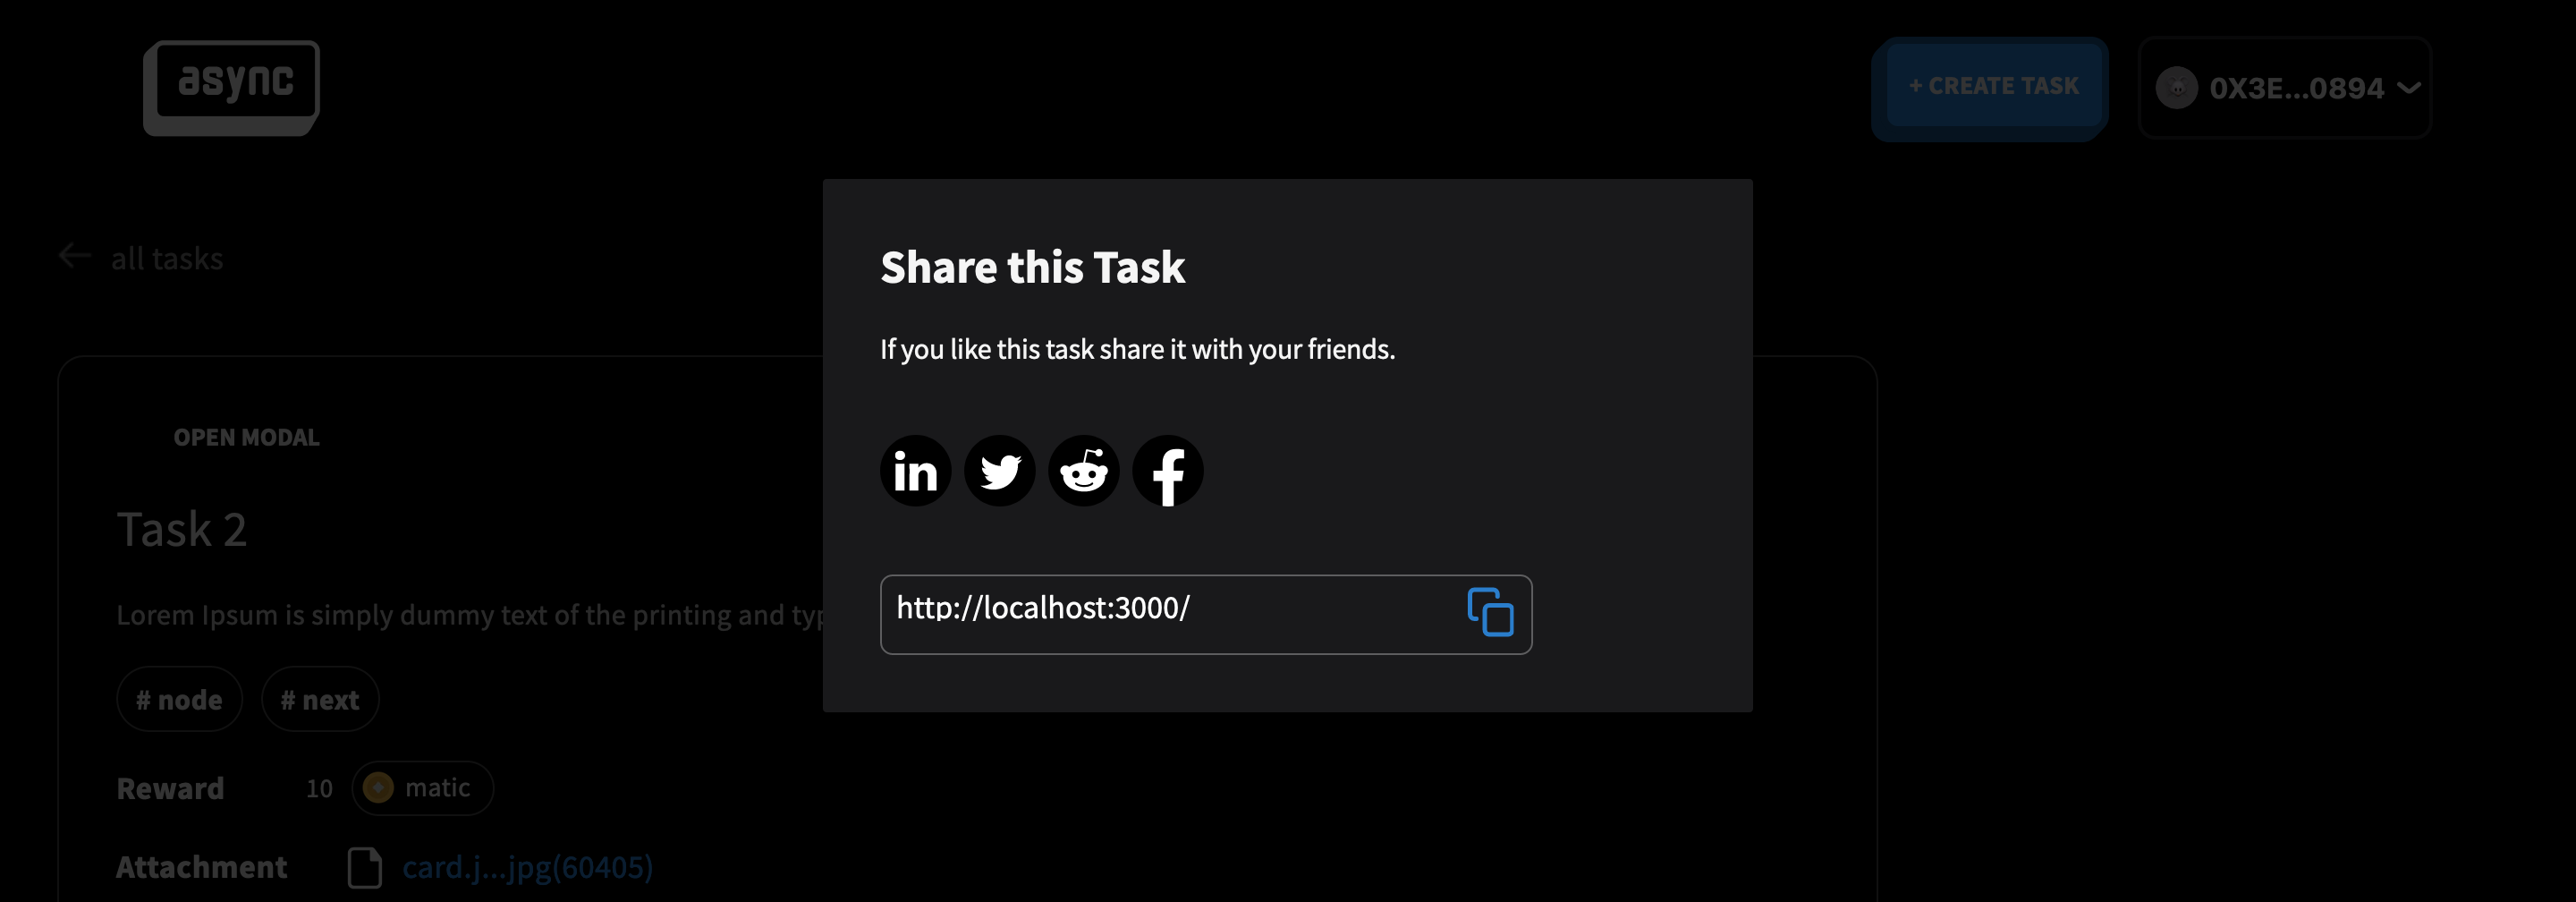 async
+ CREATE TASK
0X3E...0894
all tasks
Share this Task
If you like this task share it with your friends.
in
f
http://localhost:3000/
OPEN MODAL
Task 2
Lorem Ipsum is simply dummy text of the printing and
# node
# next
Reward 10 matic
Attachment card.j...jpg(60405)